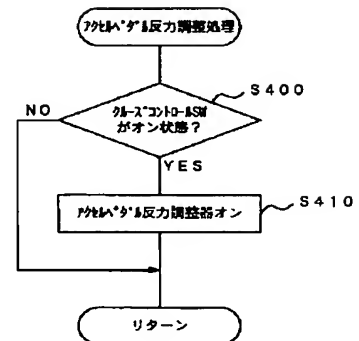 アクセルペダル反力調整処理
S400
クルーズコントロールSW
がオン状態？
NO
YES
アクセルペダル反力調整器オン
S410
リターン